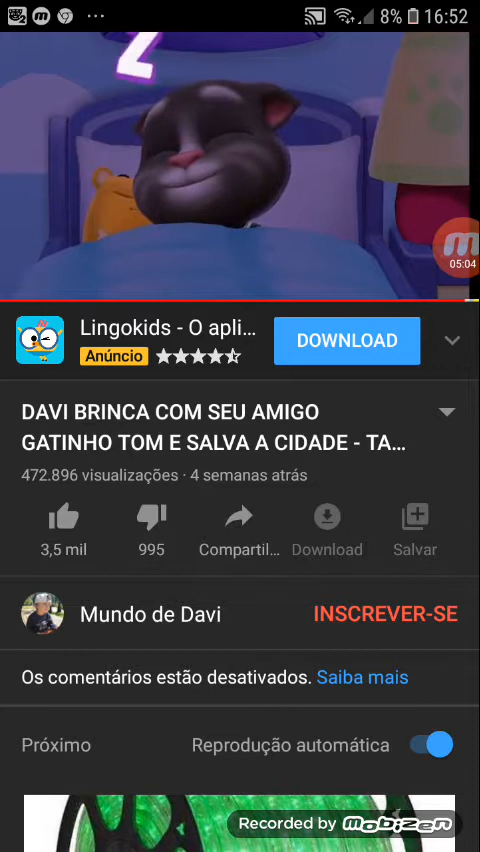 8% 16:52
Z
05:04
Lingokids - O apli...
DOWNLOAD
Anúncio
DAVI BRINCA COM SEU AMIGO
GATINHO TOM E SALVA A CIDADE - TA...
472.896 visualizações · 4 semanas atrás
3,5 mil
995
Compartil...
Download
Salvar
Mundo de Davi
INSCREVER-SE
Os comentários estão desativados. Saiba mais
Próximo
Reprodução automática
Recorded by Mobizen